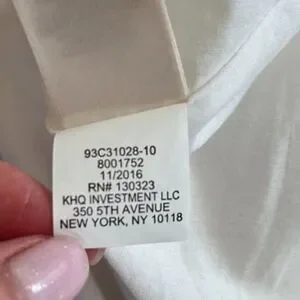 93C31028-10
8001752
11/2016
RN# 130323
KHQ INVESTMENT LLC
350 5TH AVENUE
NEW YORK, NY 10118